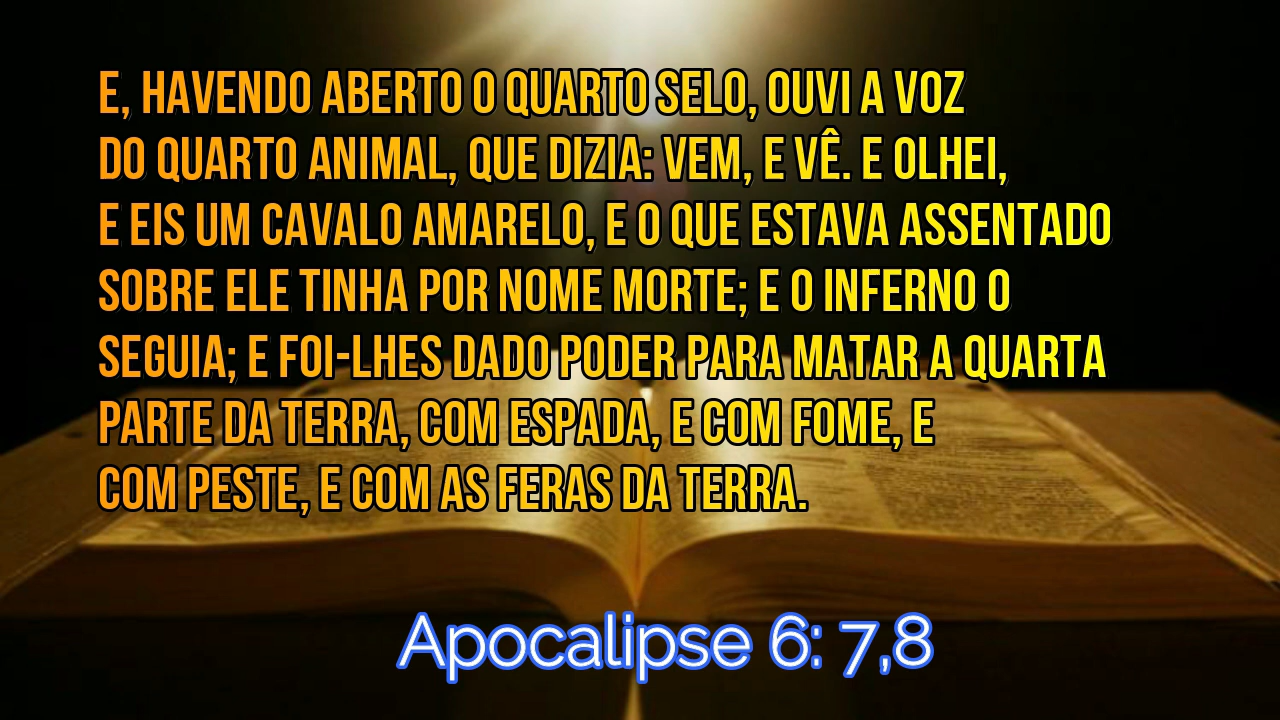 E, HAVENDO ABERTO O QUARTO SELO, OUVI A VOZ
DO QUARTO ANIMAL, QUE DIZIA: VEM, E VÊ. E OLHEI,
E EIS UM CAVALO AMARELO, E O QUE ESTAVA ASSENTADO
SOBRE ELE TINHA POR NOME MORTE; E O INFERNO O
SEGUIA; E FOI-LHES DADO PODER PARA MATAR A QUARTA
PARTE DA TERRA, COM ESPADA, E COM FOME, E
COM PESTE, E COM AS FERAS DA TERRA.
Apocalipse 6: 7,8